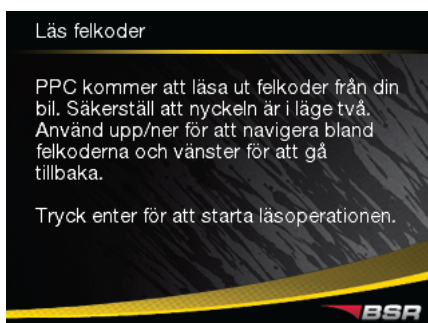 Läs felkoder
PPC kommer att läsa ut felkoder från din
bil. Säkerställ att nyckeln är i läge två.
Använd upp/ner för att navigera bland
felkoderna och vänster för att gå
tillbaka.
Tryck enter för att starta läsoperationen.
BSR